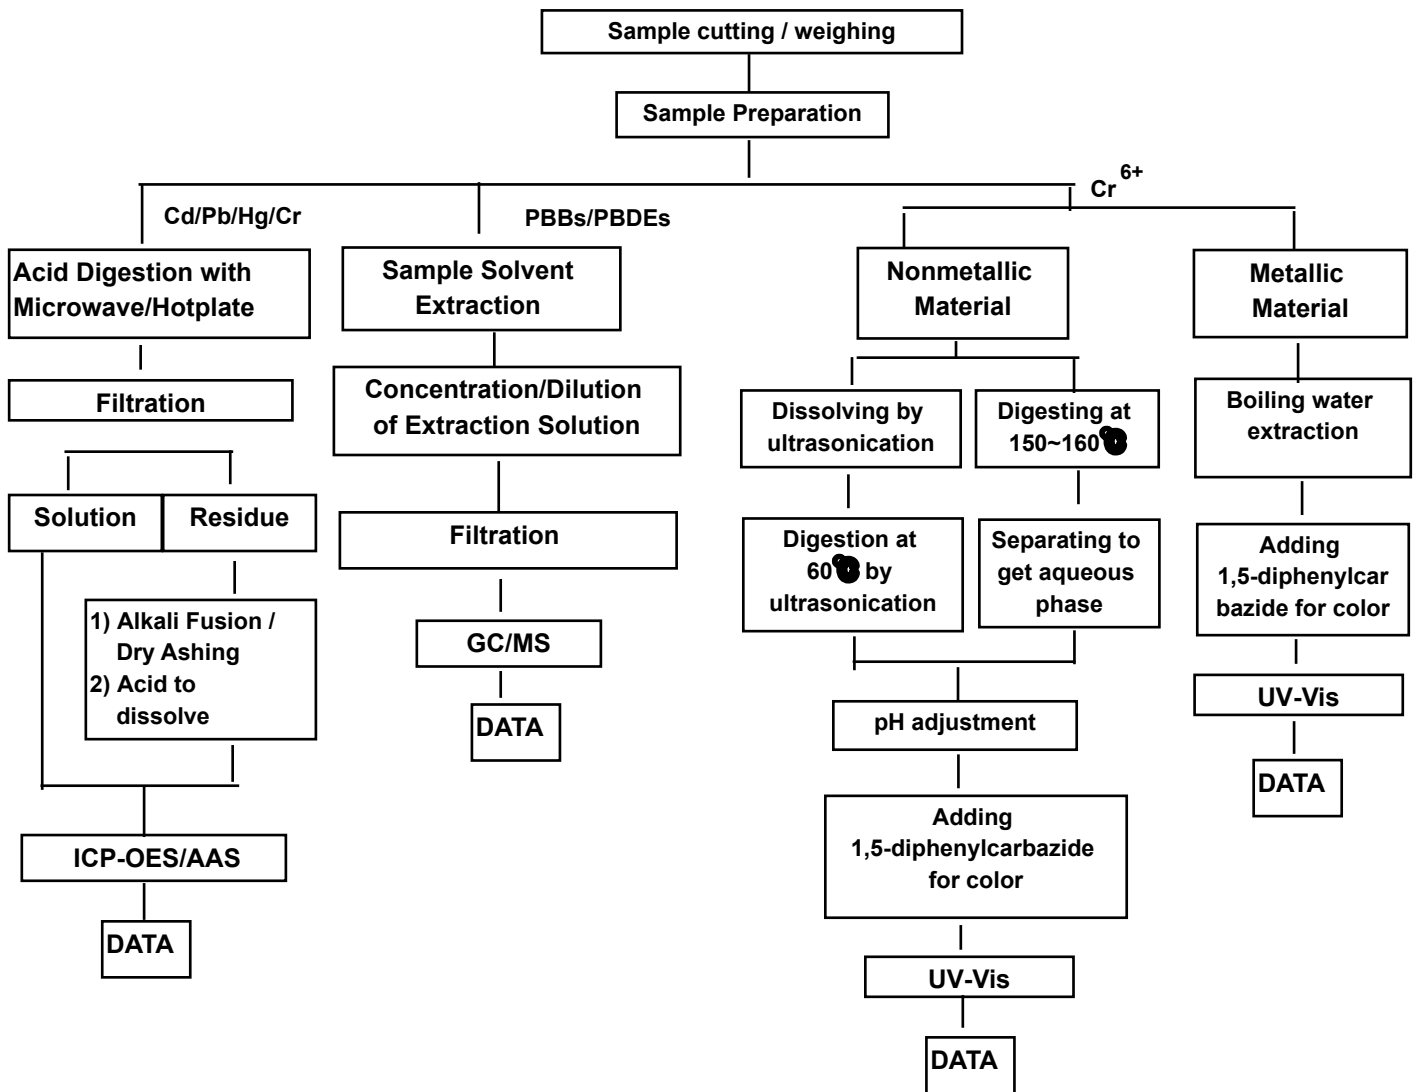 Sample cutting / weighing
Sample Preparation
Cd/Pb/Hg/Cr
PBBs/PBDEs
Cr 6+
Acid Digestion with
Microwave/Hotplate
Filtration
Solution
Residue
1) Alkali Fusion /
Dry Ashing
2) Acid to
dissolve
ICP-OES/AAS
DATA
Sample Solvent
Extraction
Concentration/Dilution
of Extraction Solution
Filtration
GC/MS
DATA
Nonmetallic
Material
Dissolving by
ultrasonication
Digestion at
60℃ by
ultrasonication
Digesting at
150~160℃
Separating to
get aqueous
phase
pH adjustment
Adding
1,5-diphenylcarbazide
for color
UV-Vis
DATA
Metallic
Material
Boiling water
extraction
Adding
1,5-diphenylcar
bazide for color
UV-Vis
DATA